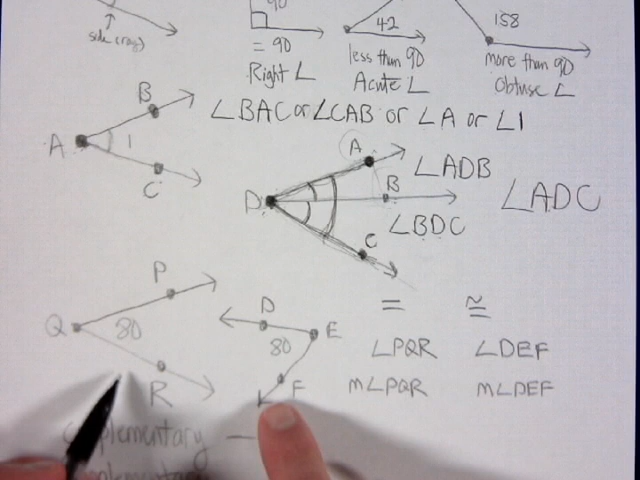 90
side (ray)
= 90
Right ∠
42
less than 90
Acute ∠
158
more than 90
Obtuse ∠
A B C 1
∠BAC or ∠CAB or ∠A or ∠1
A ∠ADB
D B ∠ADC
∠BDC
C
P D = ≅
Q 80 80 E ∠PQR ∠DEF
R F m∠PQR m∠DEF